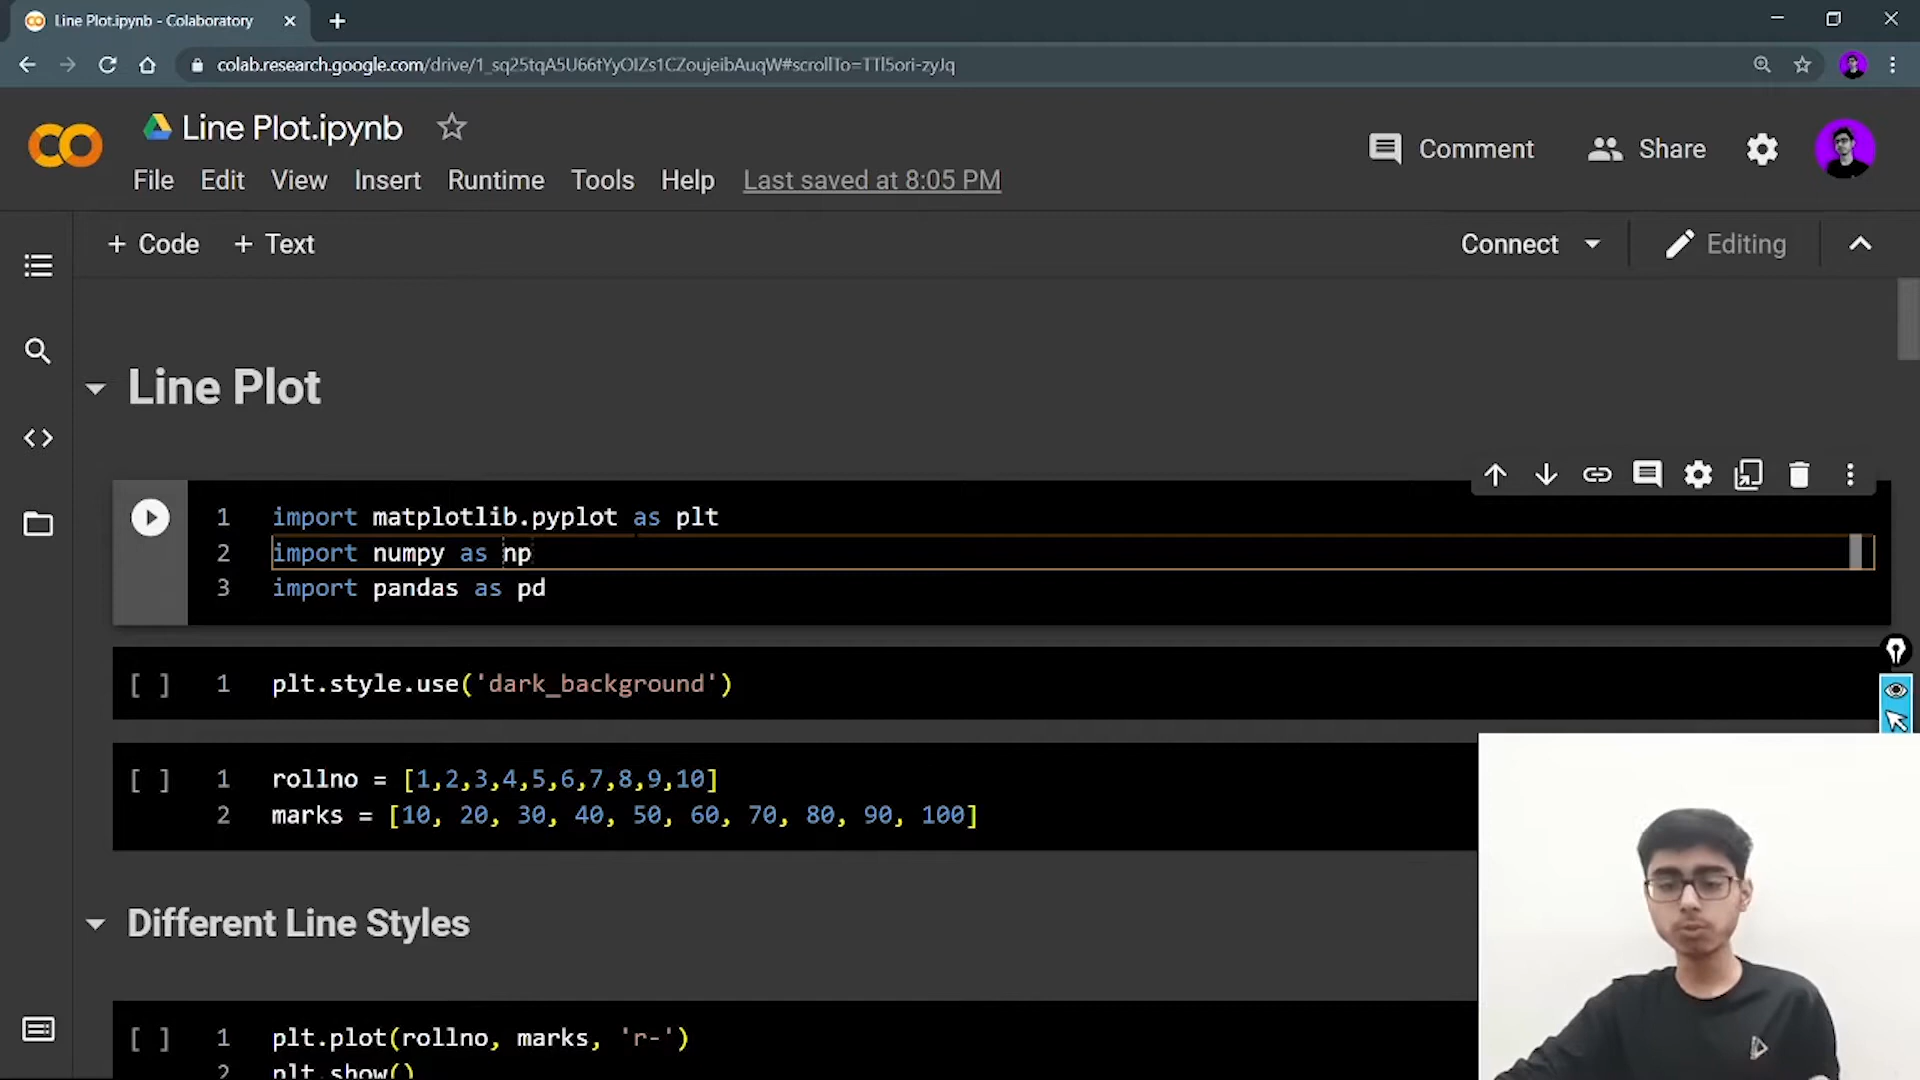 Line Plot.ipynb - Colaboratory
colab.research.google.com/drive/1_sq25tqA5U66tYyOIZs1CZoujeibAuqW#scrollTo=TTl5ori-zyJq
CO
Line Plot.ipynb
Comment
Share
File Edit View Insert Runtime Tools Help Last saved at 8:05 PM
+ Code + Text
Connect
Editing
Line Plot
1 import matplotlib.pyplot as plt
2 import numpy as np
3 import pandas as pd
[ ] 1 plt.style.use('dark_background')
[ ] 1 rollno = [1,2,3,4,5,6,7,8,9,10]
2 marks = [10, 20, 30, 40, 50, 60, 70, 80, 90, 100]
Different Line Styles
[ ] 1 plt.plot(rollno, marks, 'r-')
2 plt.show()